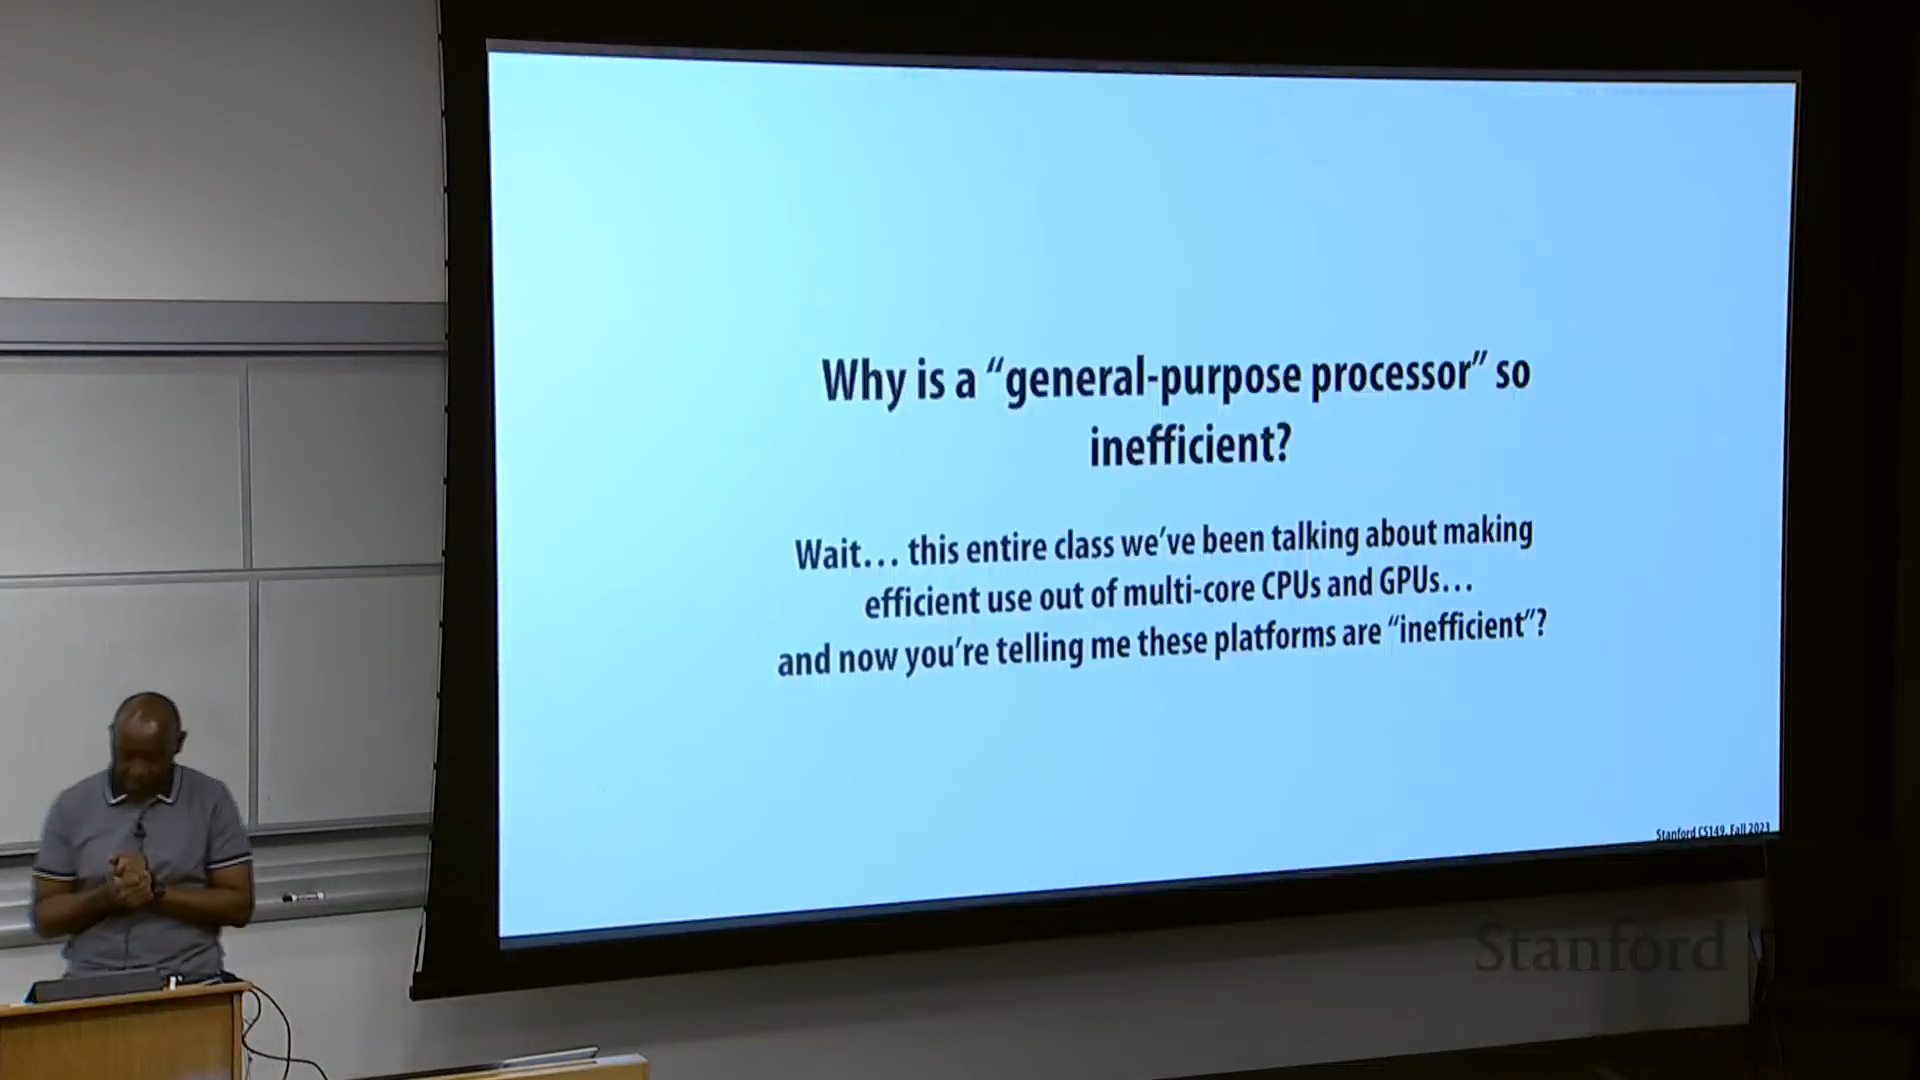 Why is a “general-purpose processor” so
inefficient?
Wait... this entire class we’ve been talking about making
efficient use out of multi-core CPUs and GPUs...
and now you’re telling me these platforms are “inefficient”?
Stanford CS149, Fall 2023
Stanford